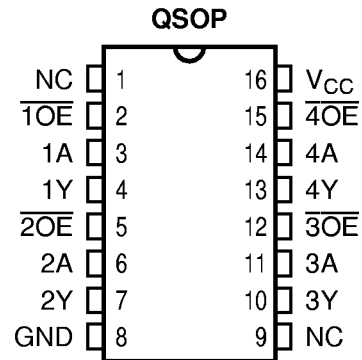 QSOP
NC 1 16 VCC
1OE 2 15 4OE
1A 3 14 4A
1Y 4 13 4Y
2OE 5 12 3OE
2A 6 11 3A
2Y 7 10 3Y
GND 8 9 NC